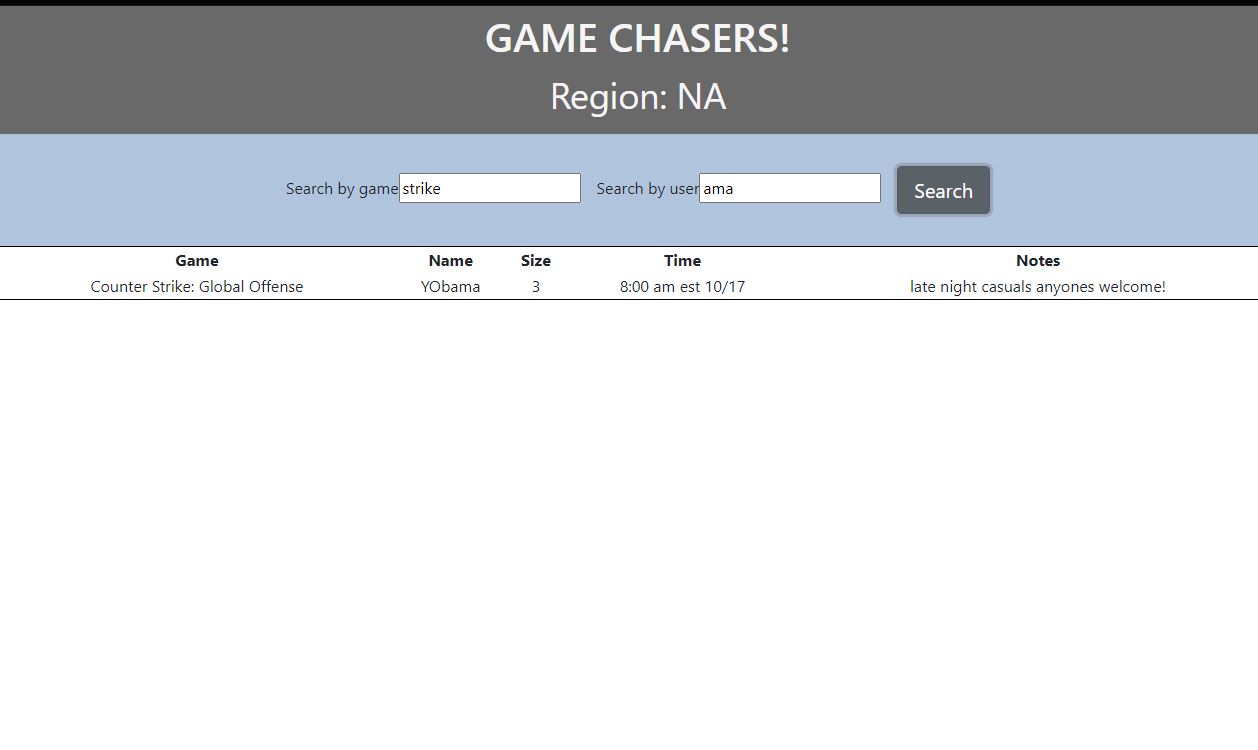 GAME CHASERS!
Region: NA
Search by game strike Search by user ama Search
Game Name Size Time Notes
Counter Strike: Global Offense YObama 3 8:00 am est 10/17 late night casuals anyones welcome!